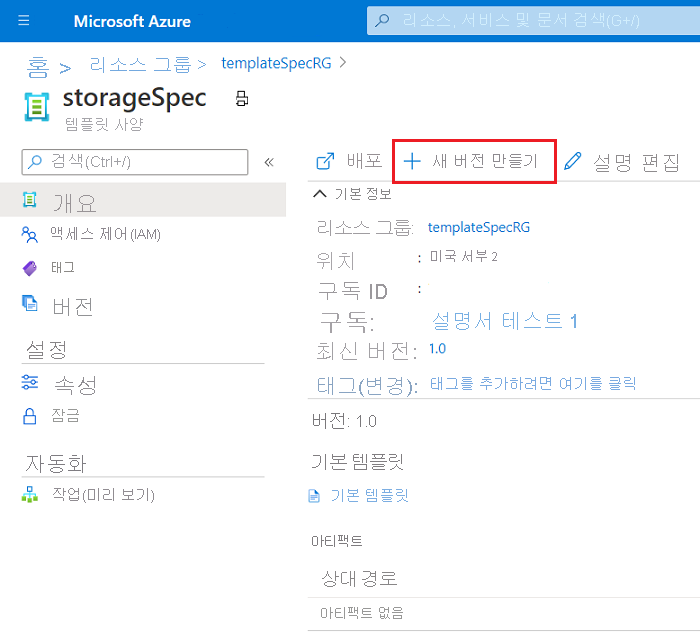 Microsoft Azure
리소스, 서비스 및 문서 검색(G+/)
홈 > 리소스 그룹 > templateSpecRG >
storageSpec
템플릿 사양
검색(Ctrl+/)
«
개요
액세스 제어(IAM)
태그
버전
설정
속성
잠금
자동화
작업(미리 보기)
배포
새 버전 만들기
설명 편집
기본 정보
리소스 그룹: templateSpecRG
위치 : 미국 서부 2
구독 ID :
구독: 설명서 테스트 1
최신 버전: 1.0
태그(변경): 태그를 추가하려면 여기를 클릭
버전: 1.0
기본 템플릿
기본 템플릿
아티팩트
상대 경로
아티팩트 없음